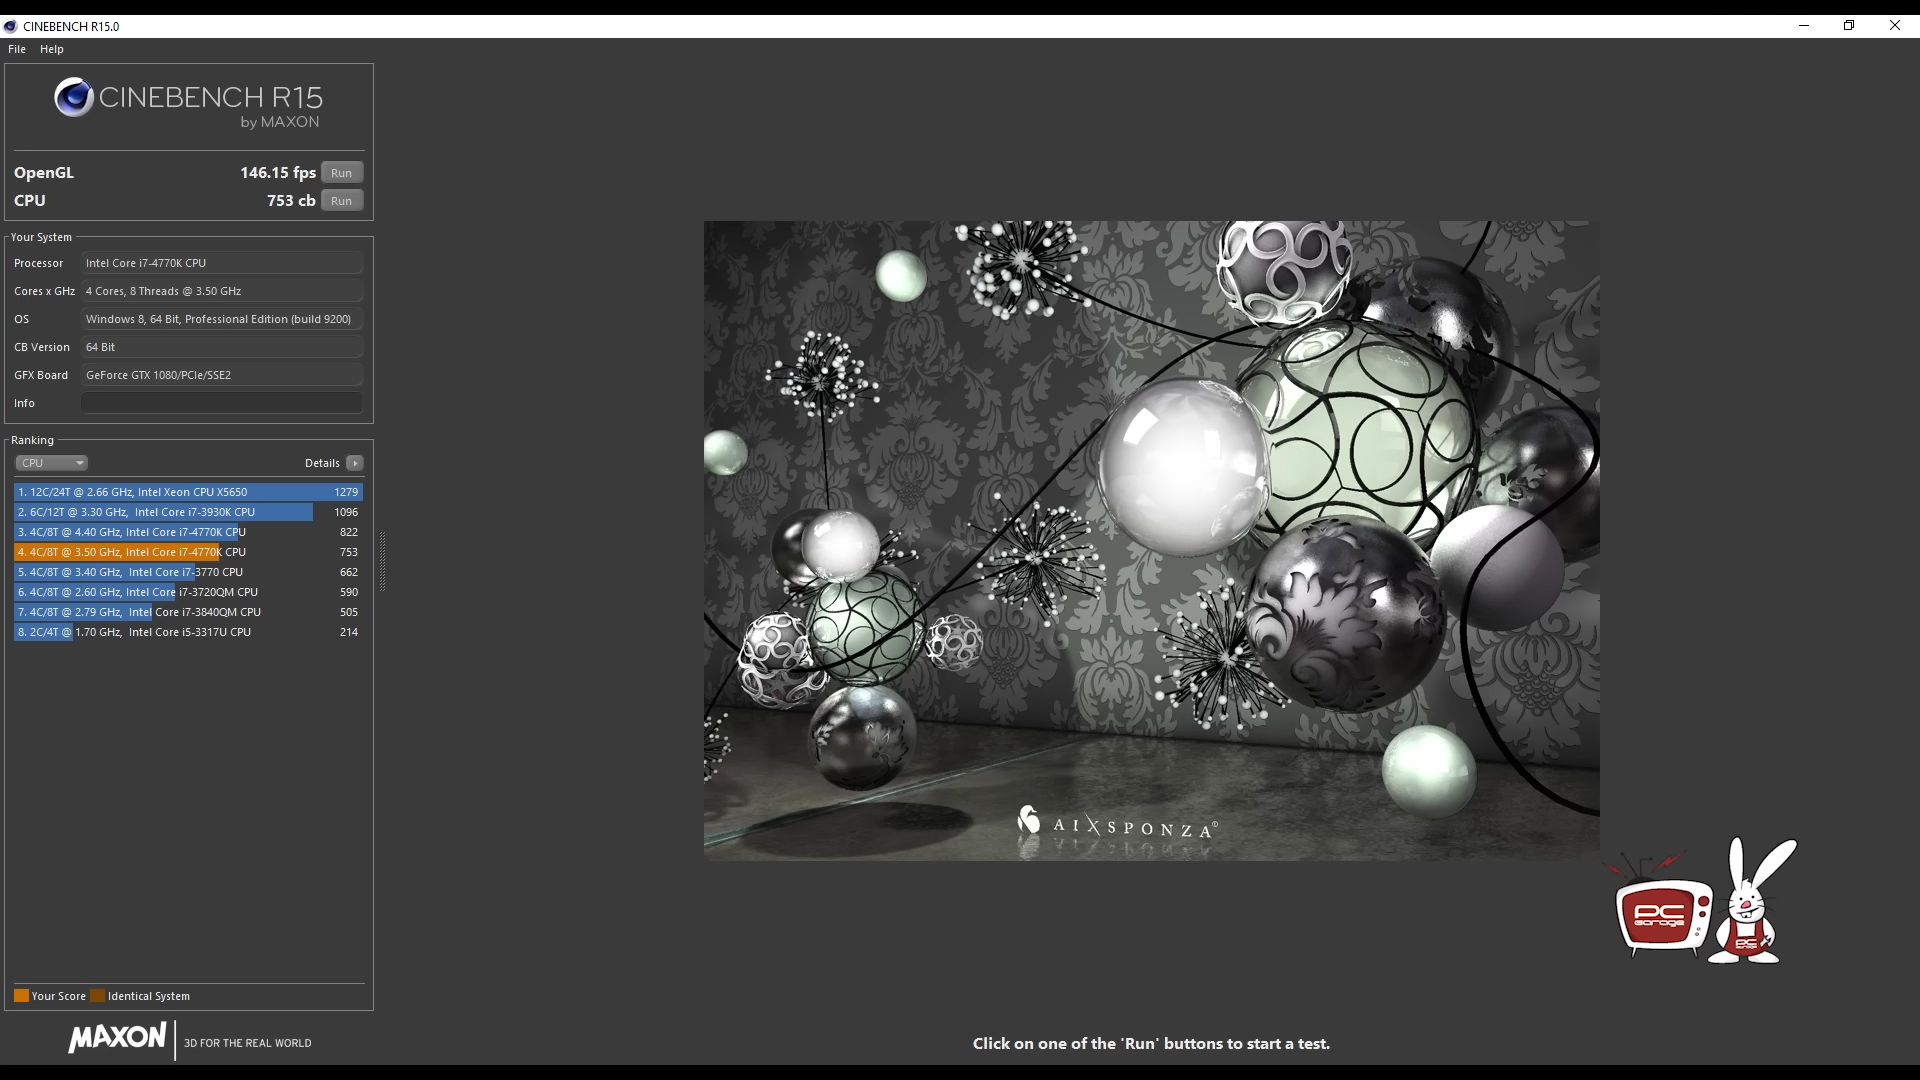 CINEBENCH R15.0
File Help
CINEBENCH R15
by MAXON
OpenGL 146.15 fps Run
CPU 753 cb Run
Your System
Processor Intel Core i7-4770K CPU
Cores x GHz 4 Cores, 8 Threads @ 3.50 GHz
OS Windows 8, 64 Bit, Professional Edition (build 9200)
CB Version 64 Bit
GFX Board GeForce GTX 1080/PCIe/SSE2
Info
Ranking
CPU Details
1. 12C/24T @ 2.66 GHz, Intel Xeon CPU X5650 1279
2. 6C/12T @ 3.30 GHz, Intel Core i7-3930K CPU 1096
3. 4C/8T @ 4.40 GHz, Intel Core i7-4770K CPU 822
4. 4C/8T @ 3.50 GHz, Intel Core i7-4770K CPU 753
5. 4C/8T @ 3.40 GHz, Intel Core i7-3770 CPU 662
6. 4C/8T @ 2.60 GHz, Intel Core i7-3720QM CPU 590
7. 4C/8T @ 2.79 GHz, Intel Core i7-3840QM CPU 505
8. 2C/4T @ 1.70 GHz, Intel Core i5-3317U CPU 214
Your Score Identical System
MAXON 3D FOR THE REAL WORLD
AIXSPONZA©
PC
garage
PC
garage
Click on one of the 'Run' buttons to start a test.